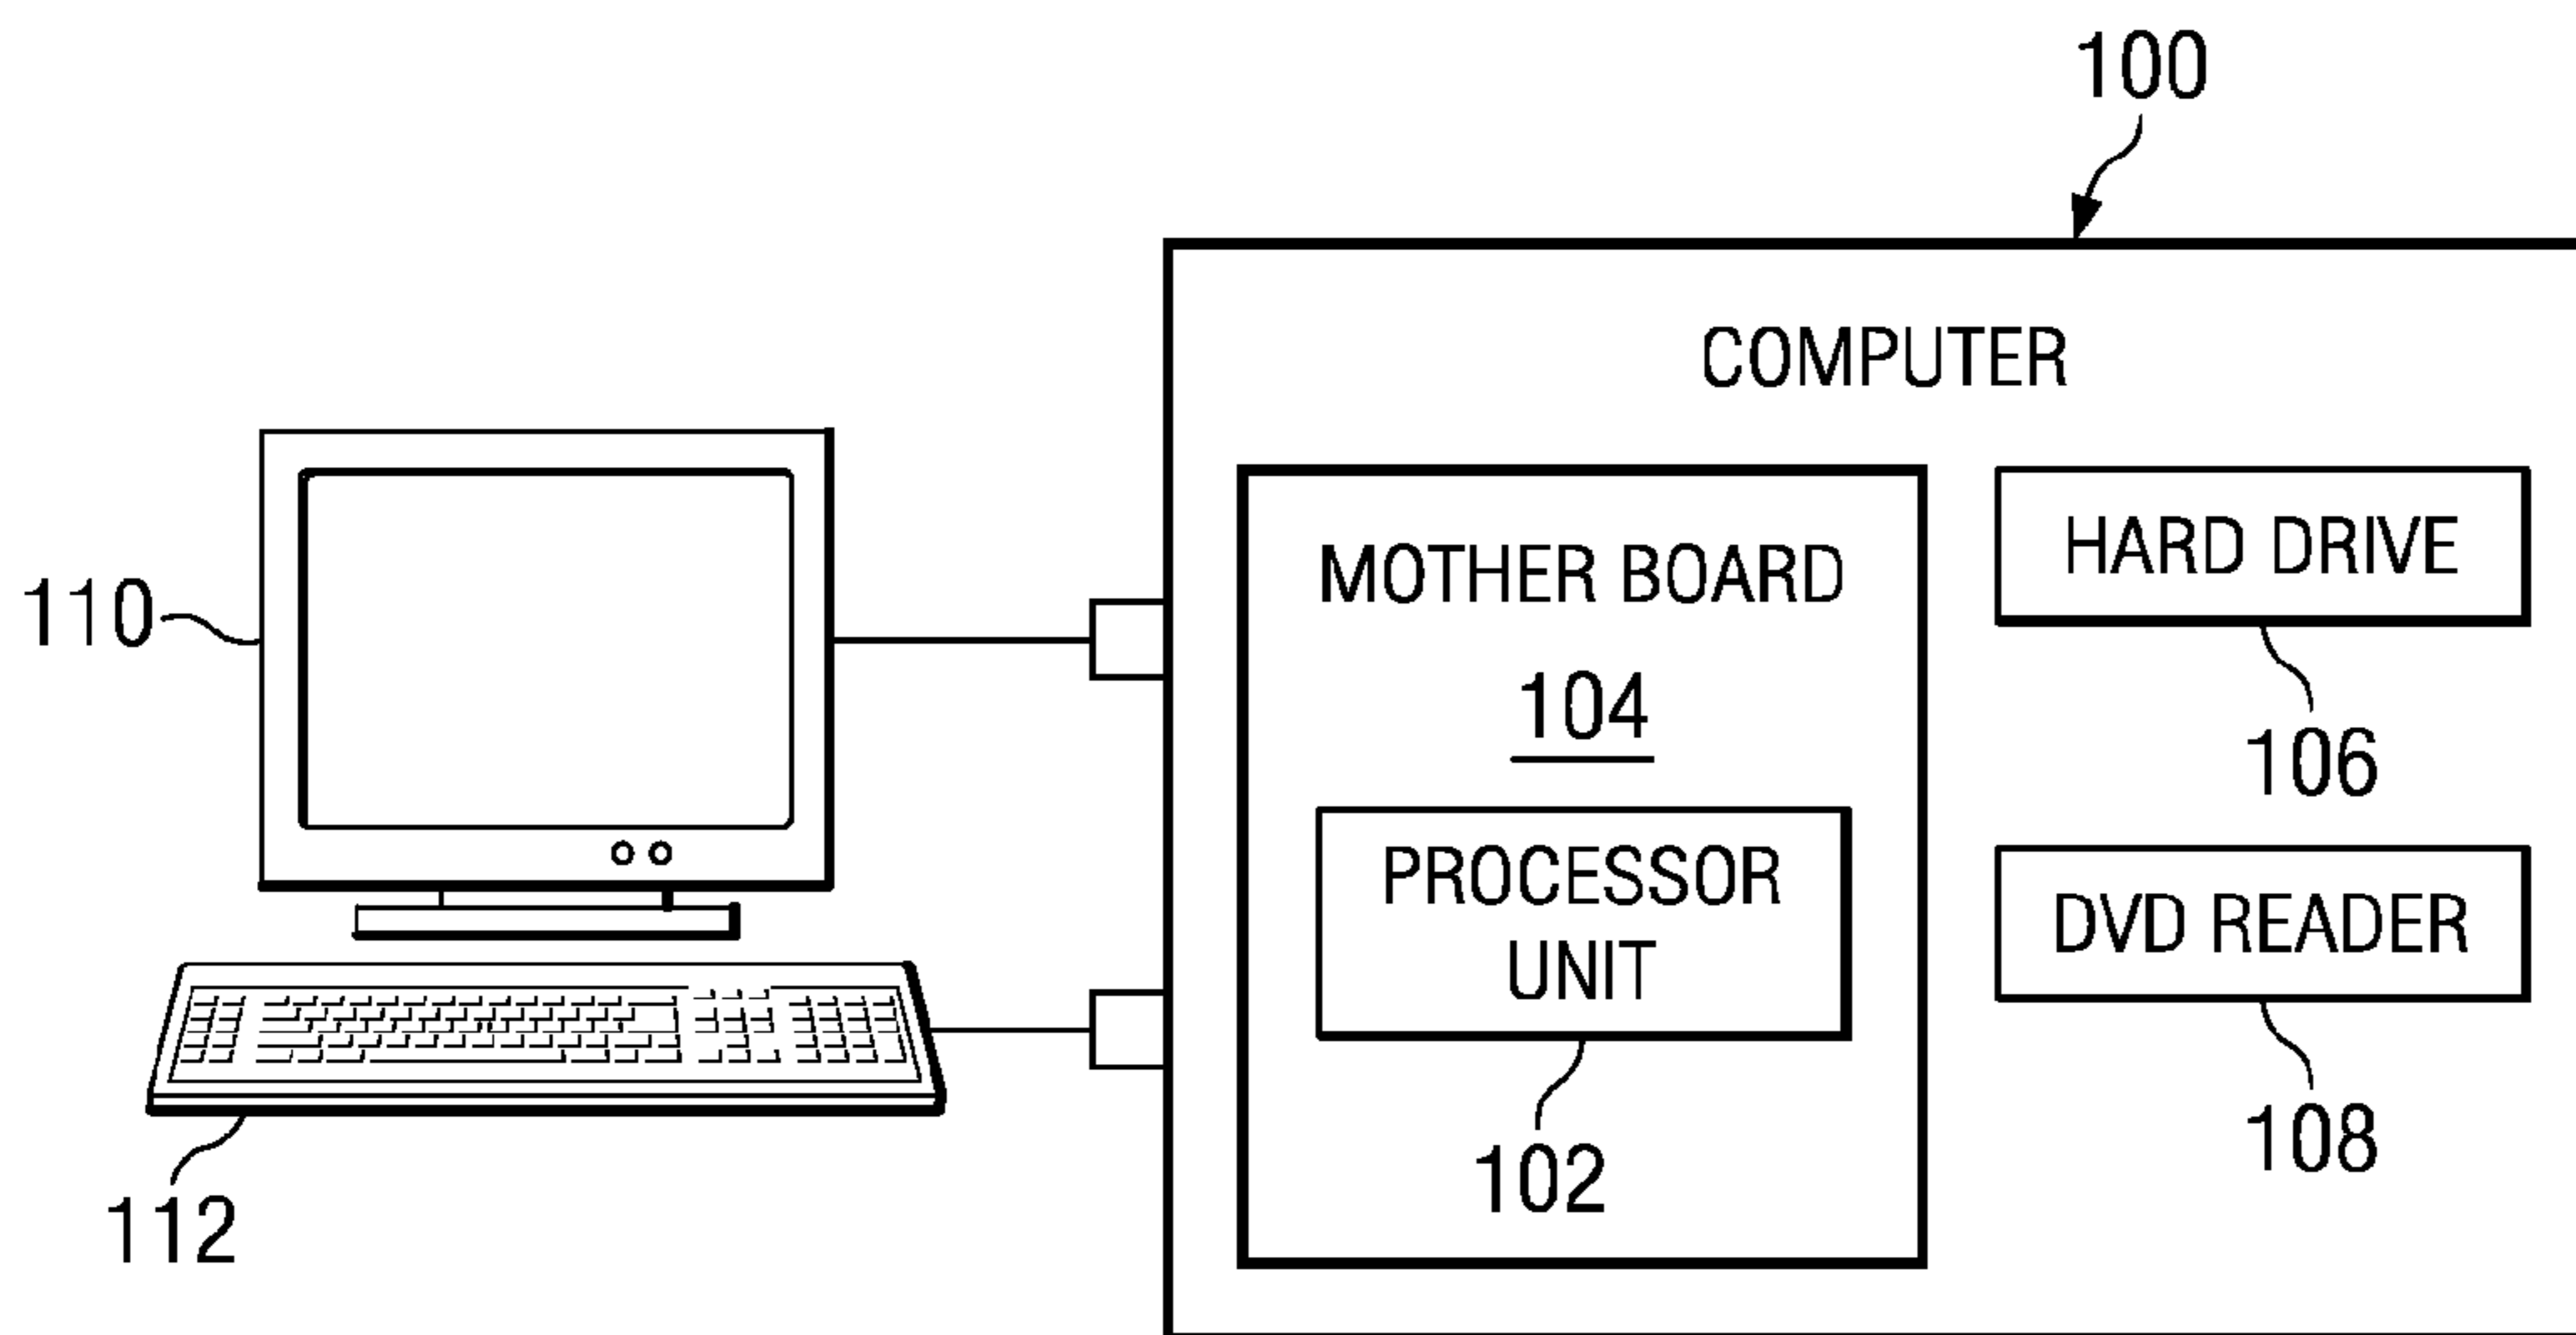 100
COMPUTER
MOTHER BOARD
104
PROCESSOR
UNIT
102
HARD DRIVE
106
DVD READER
108
110
112